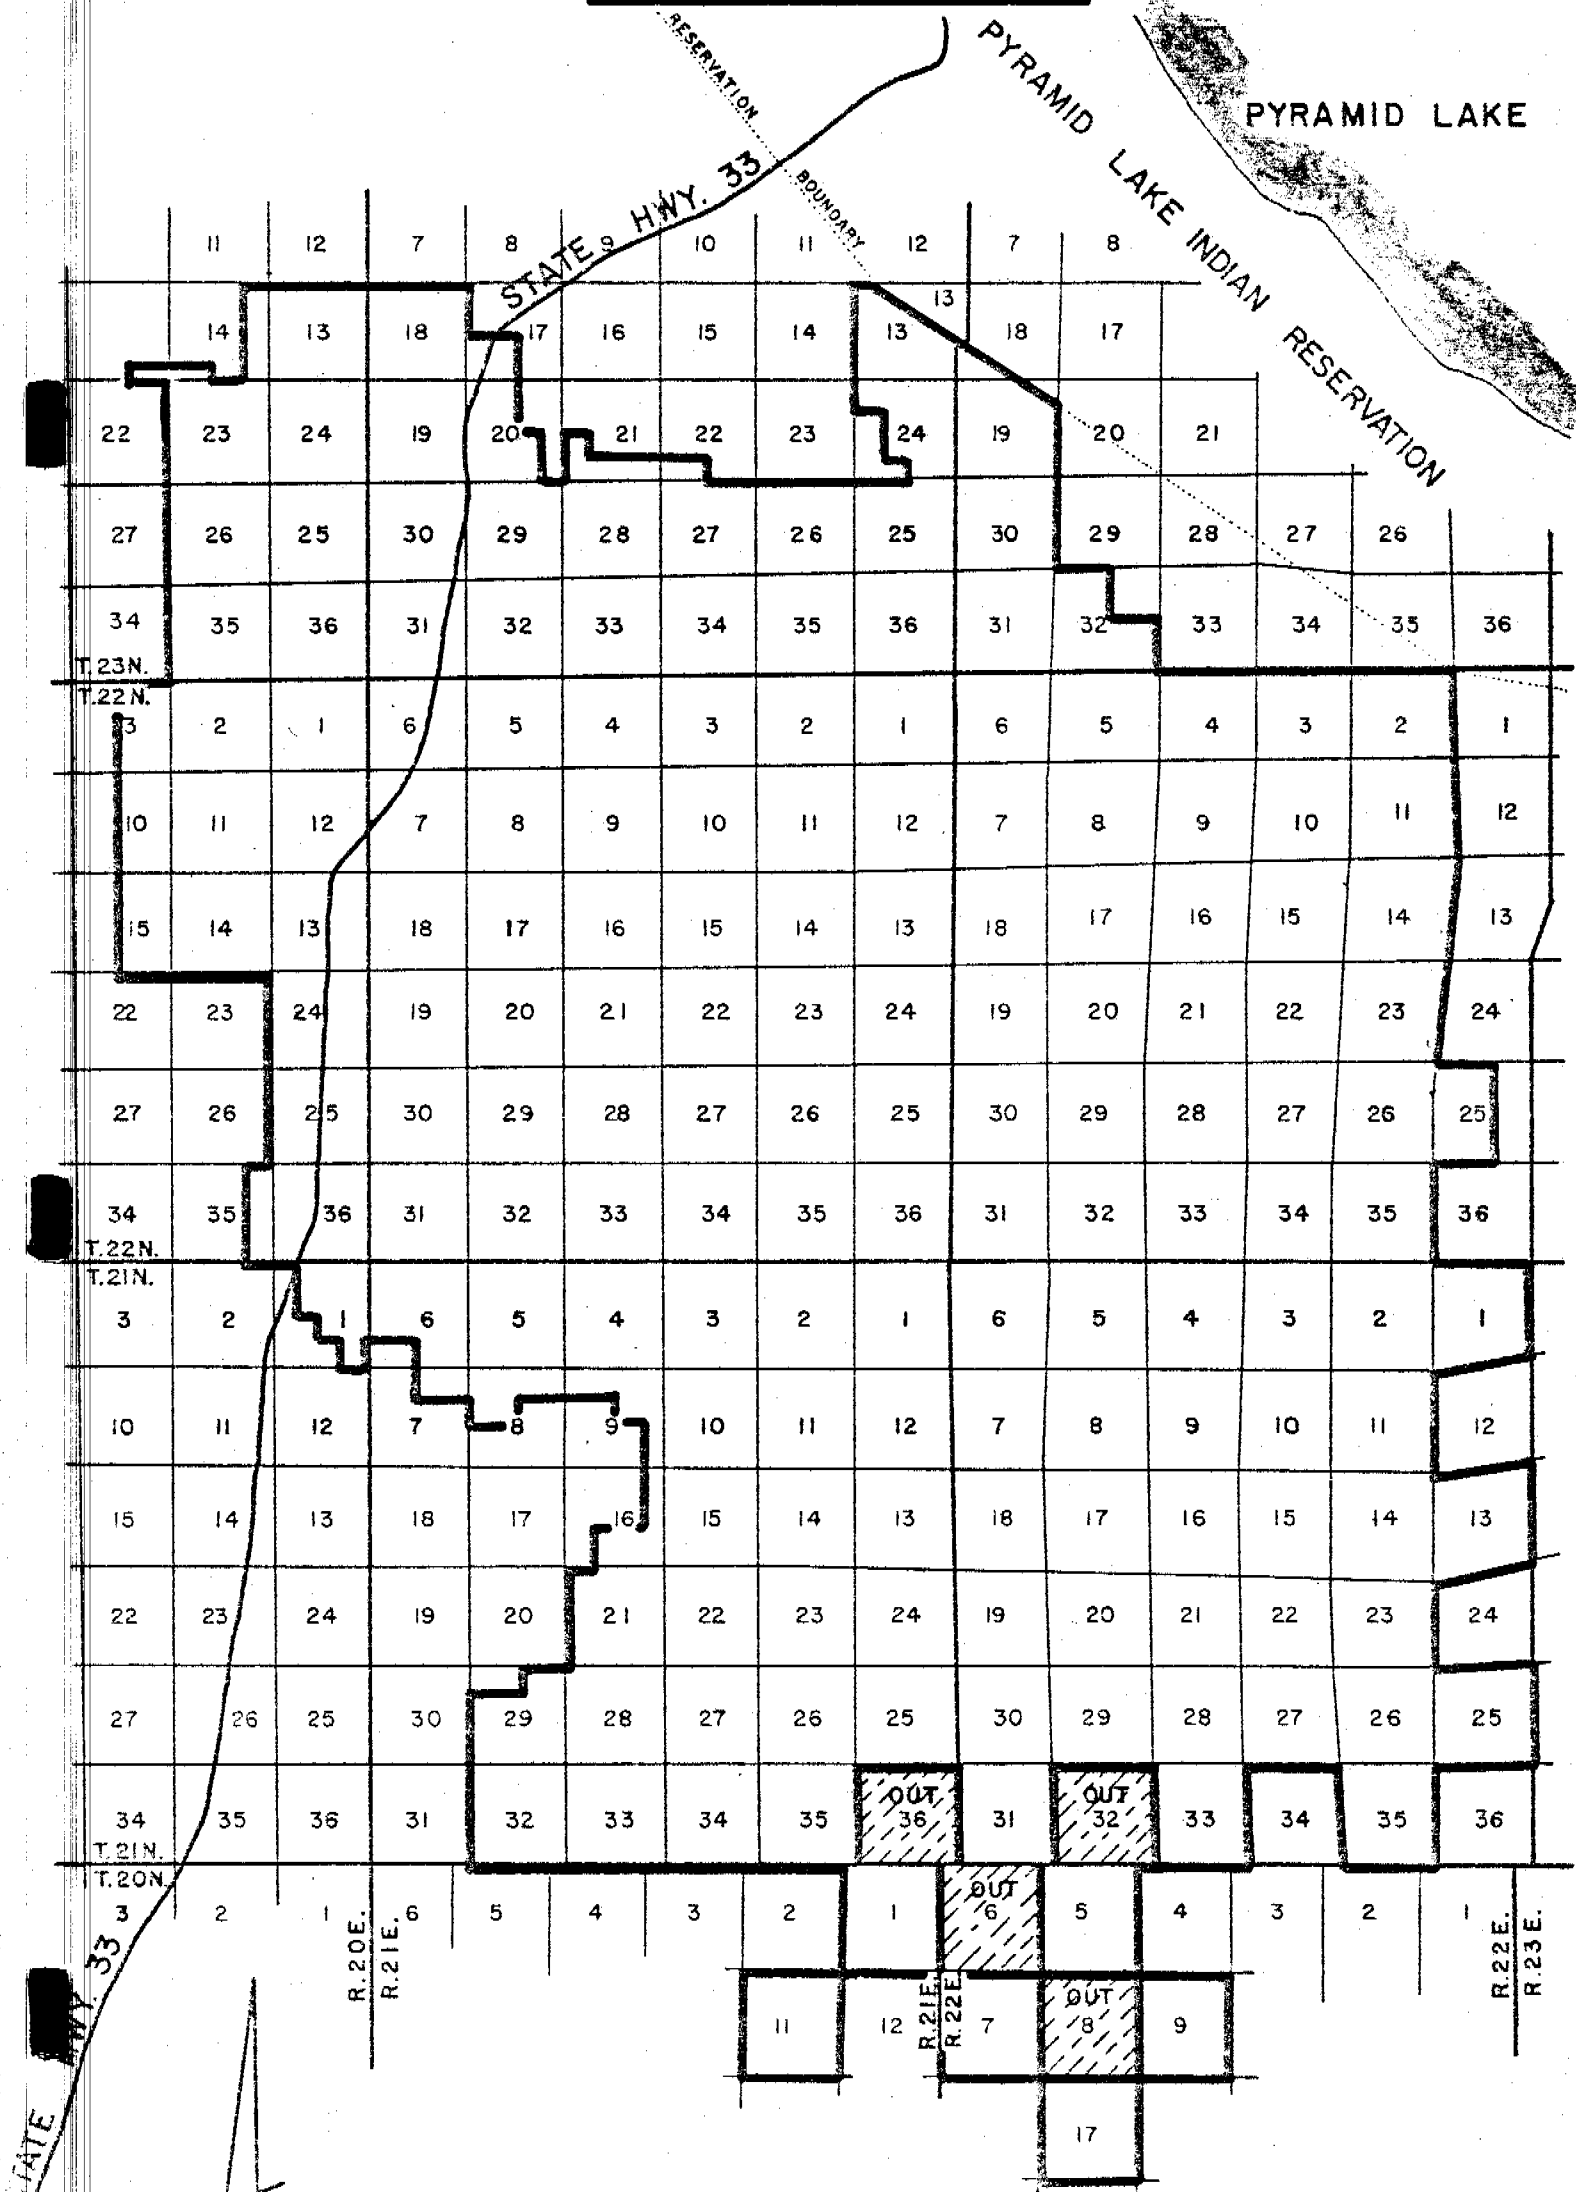 RESERVATION
BOUNDARY
PYRAMID LAKE INDIAN RESERVATION
PYRAMID LAKE
STATE HWY. 33
11 12 7 8 9 10 11 12 7 8
13
14 13 18 17 16 15 14 13 18 17
22 23 24 19 20 21 22 23 24 19 20 21
27 26 25 30 29 28 27 26 25 30 29 28 27 26
34 35 36 31 32 33 34 35 36 31 32 33 34 35 36
T.23N.
T.22N.
3 2 1 6 5 4 3 2 1 6 5 4 3 2 1
10 11 12 7 8 9 10 11 12 7 8 9 10 11 12
15 14 13 18 17 16 15 14 13 18 17 16 15 14 13
22 23 24 19 20 21 22 23 24 19 20 21 22 23 24
27 26 25 30 29 28 27 26 25 30 29 28 27 26 25
34 35 36 31 32 33 34 35 36 31 32 33 34 35 36
T.22N.
T.21N.
3 2 1 6 5 4 3 2 1 6 5 4 3 2 1
10 11 12 7 8 9 10 11 12 7 8 9 10 11 12
15 14 13 18 17 16 15 14 13 18 17 16 15 14 13
22 23 24 19 20 21 22 23 24 19 20 21 22 23 24
27 26 25 30 29 28 27 26 25 30 29 28 27 26 25
OUT OUT
34 35 36 31 32 33 34 35 36 31 32 33 34 35 36
T.21N.
T.20N.
OUT
3 2 1 6 5 4 3 2 1 6 5 4 3 2 1
R.20E.
R.21E.
R.22E.
R.23E.
R.21E.
R.22E.
OUT
11 12 7 8 9
17
TATE HWY. 33